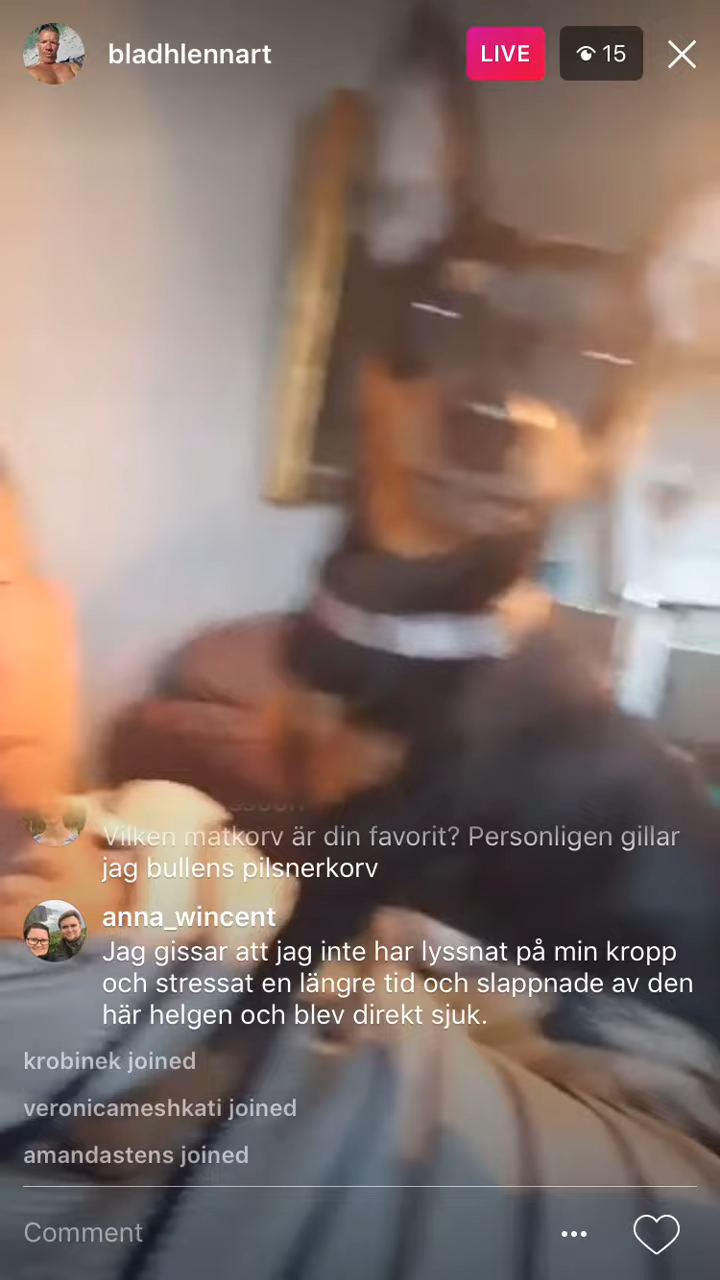 bladhlennart
LIVE
15
Vilken matkorv är din favorit? Personligen gillar
jag bullens pilsnerkorv
anna_wincent
Jag gissar att jag inte har lyssnat på min kropp
och stressat en längre tid och slappnade av den
här helgen och blev direkt sjuk.
krobinek joined
veronicameshkati joined
amandastens joined
Comment